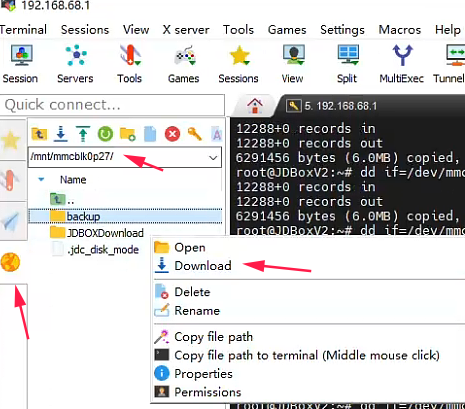 192.168.68.1
Terminal Sessions View X server Tools Games Settings Macros Help
Session Servers Tools Games Sessions View Split MultiExec Tunnel
Quick connect...
5. 192.168.68.1
/mnt/mmcblk0p27/
Name
..
backup
JDBOXDownload
.jdc_disk_mode
12288+0 records in
12288+0 records out
6291456 bytes (6.0MB) copied,
root@JDBoxV2:~# dd if=/dev/mmc
12288+0 records in
12288+0 records out
6291456 bytes (6.0MB) copied,
root@JDBoxV2:~# dd if=/dev/mmc
Open
Download
Delete
Rename
Copy file path
Copy file path to terminal (Middle mouse click)
Properties
Permissions